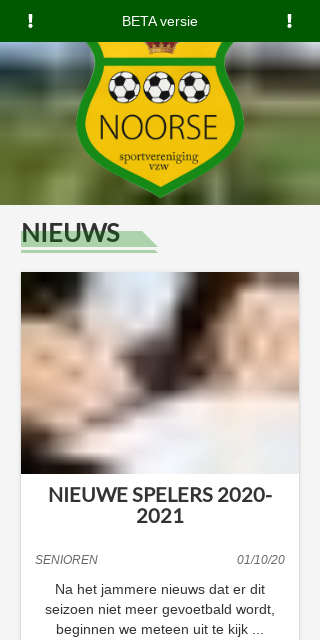 BETA versie
NOORSE
sportvereniging
vzw
NIEUWS
NIEUWE SPELERS 2020-
2021
SENIOREN 01/10/20
Na het jammere nieuws dat er dit
seizoen niet meer gevoetbald wordt,
beginnen we meteen uit te kijk ...